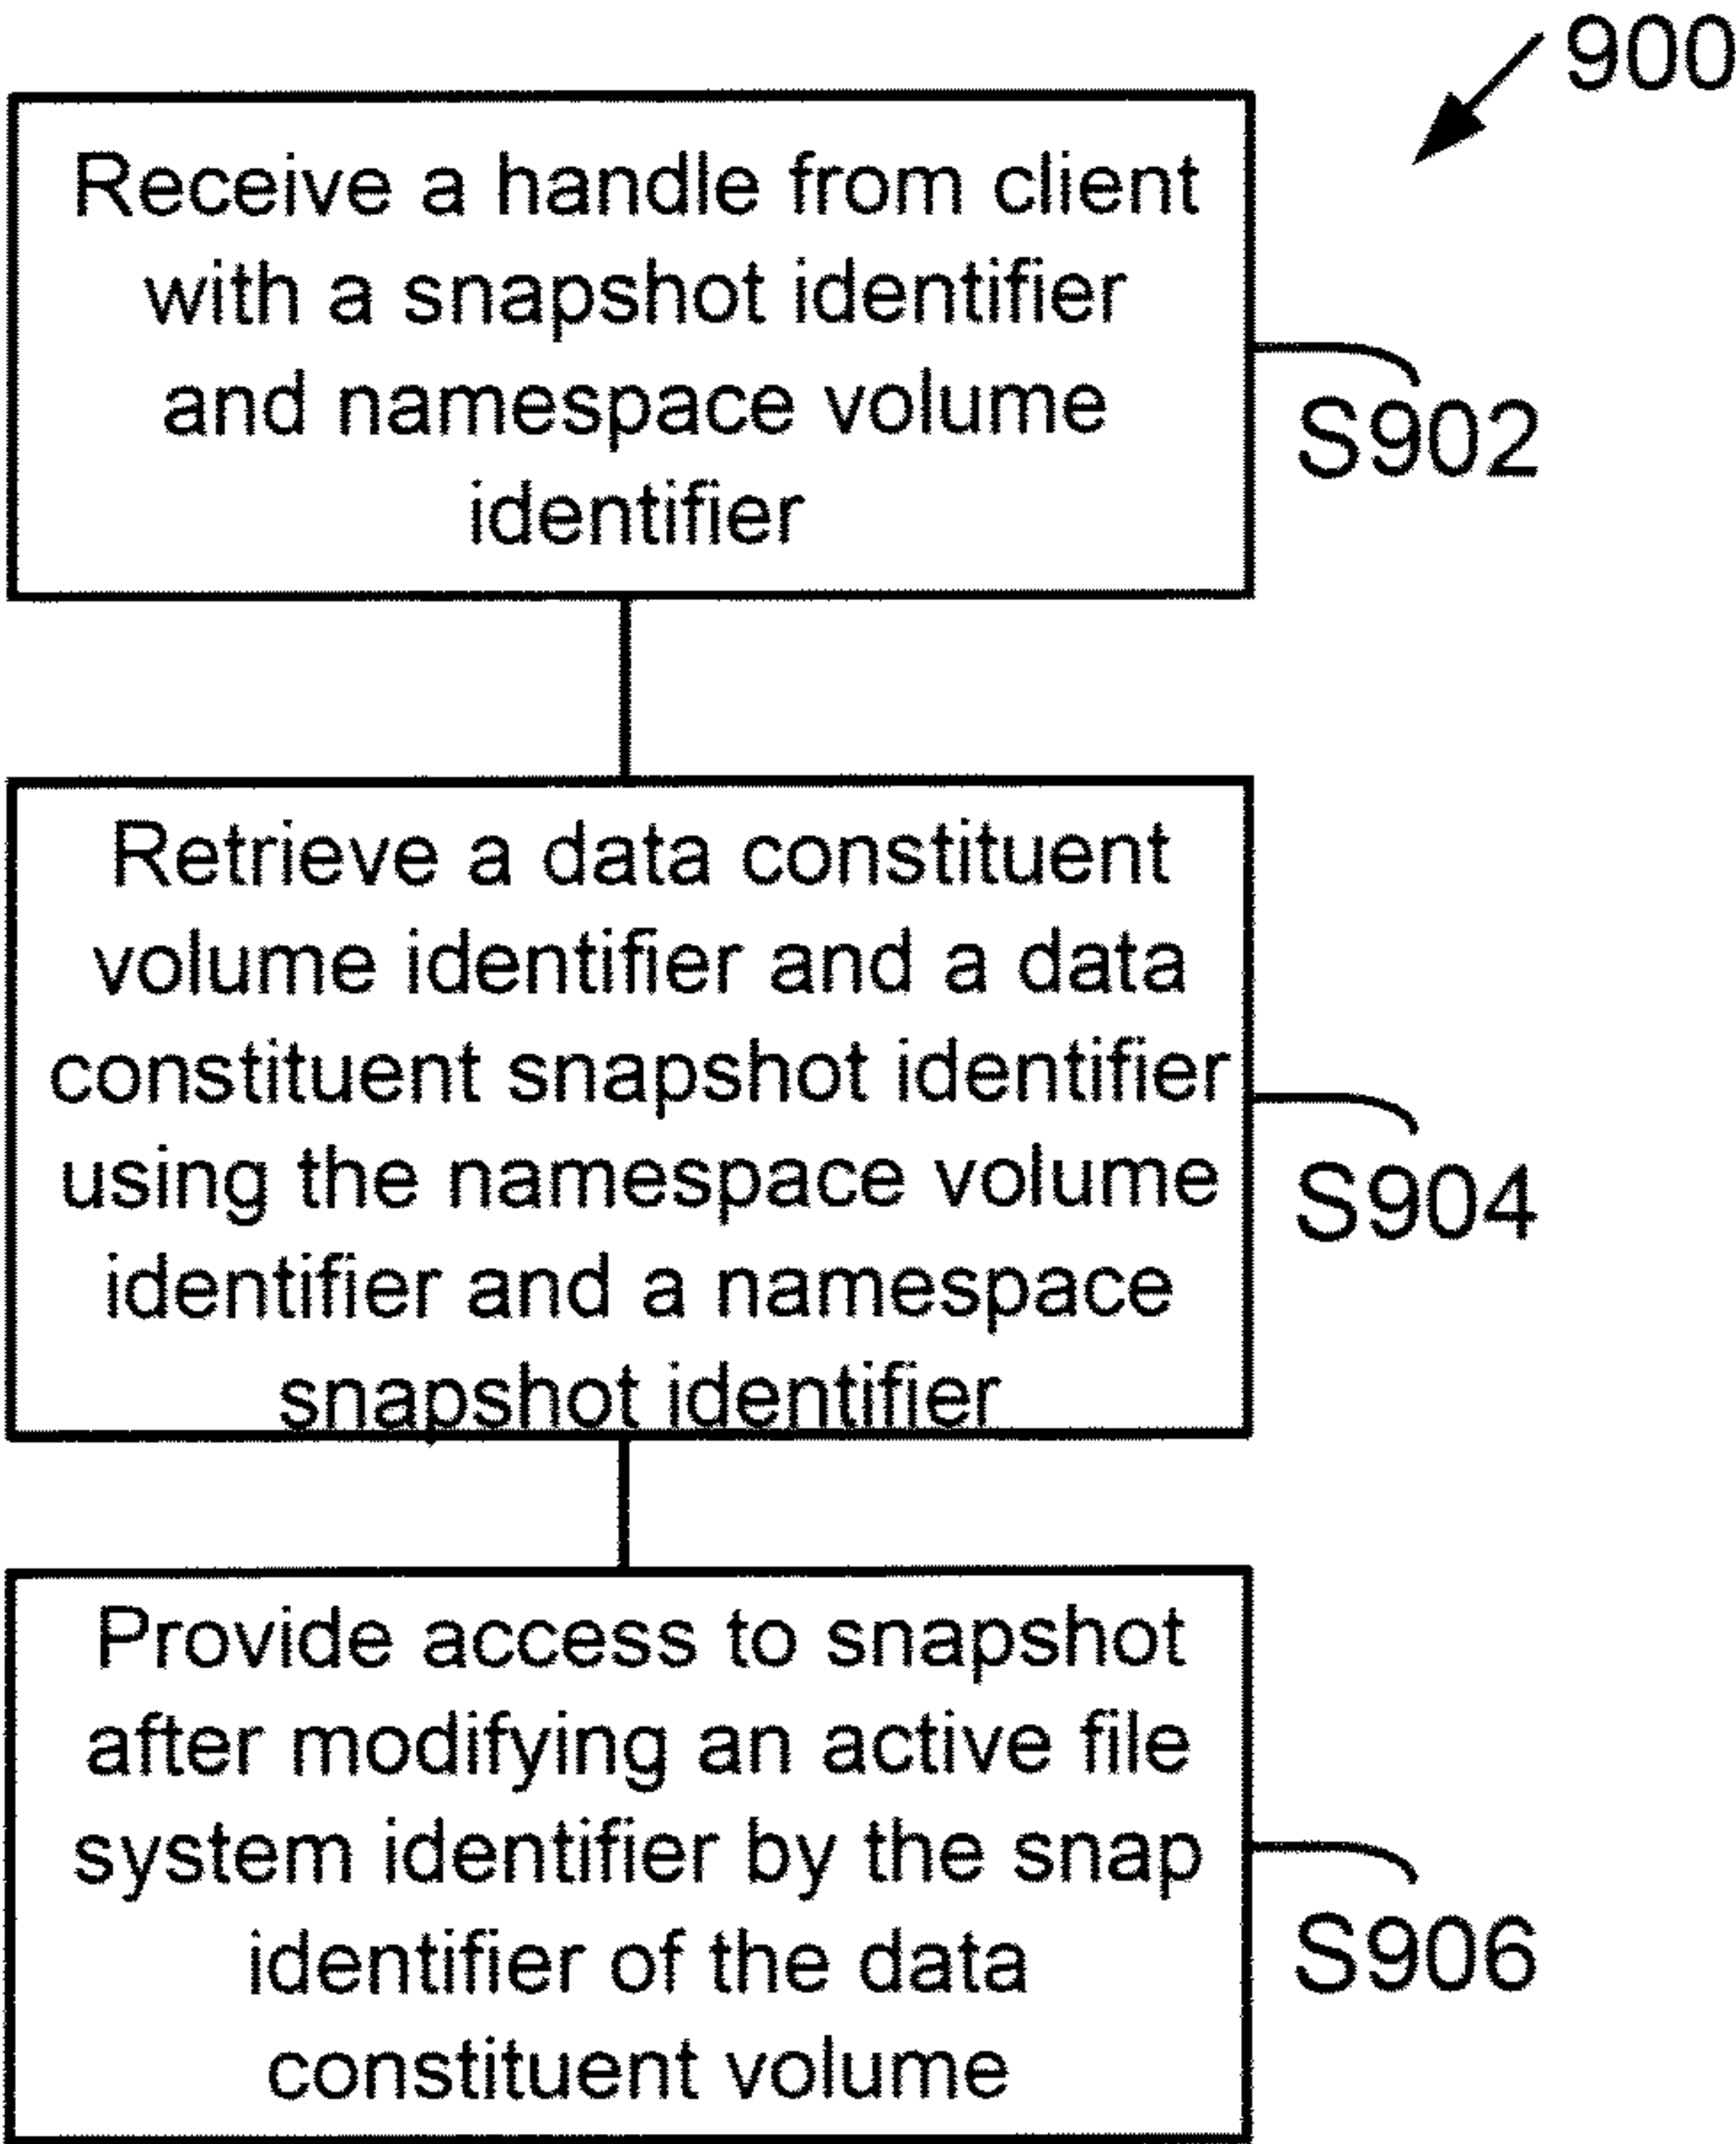 900
Receive a handle from client
with a snapshot identifier
and namespace volume
identifier
S902
Retrieve a data constituent
volume identifier and a data
constituent snapshot identifier
using the namespace volume
identifier and a namespace
snapshot identifier
S904
Provide access to snapshot
after modifying an active file
system identifier by the snap
identifier of the data
constituent volume
S906